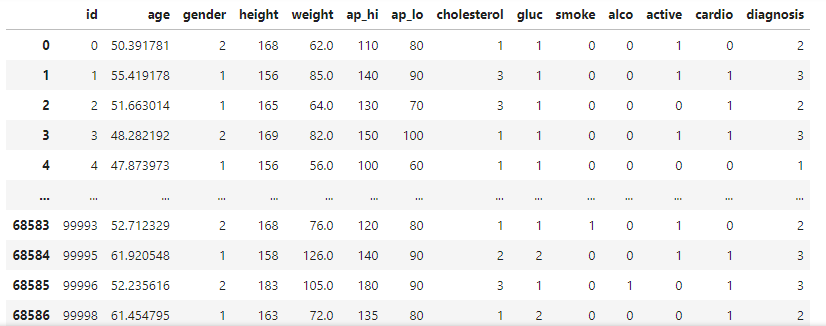 id age gender height weight ap_hi ap_lo cholesterol gluc smoke alco active cardio diagnosis
0 0 50.391781 2 168 62.0 110 80 1 1 0 0 1 0 2
1 1 55.419178 1 156 85.0 140 90 3 1 0 0 1 1 3
2 2 51.663014 1 165 64.0 130 70 3 1 0 0 0 1 2
3 3 48.282192 2 169 82.0 150 100 1 1 0 0 1 1 3
4 4 47.873973 1 156 56.0 100 60 1 1 0 0 0 0 1
... ... ... ... ... ... ... ... ... ... ... ... ... ... ...
68583 99993 52.712329 2 168 76.0 120 80 1 1 1 0 1 0 2
68584 99995 61.920548 1 158 126.0 140 90 2 2 0 0 1 1 3
68585 99996 52.235616 2 183 105.0 180 90 3 1 0 1 0 1 3
68586 99998 61.454795 1 163 72.0 135 80 1 2 0 0 0 1 2